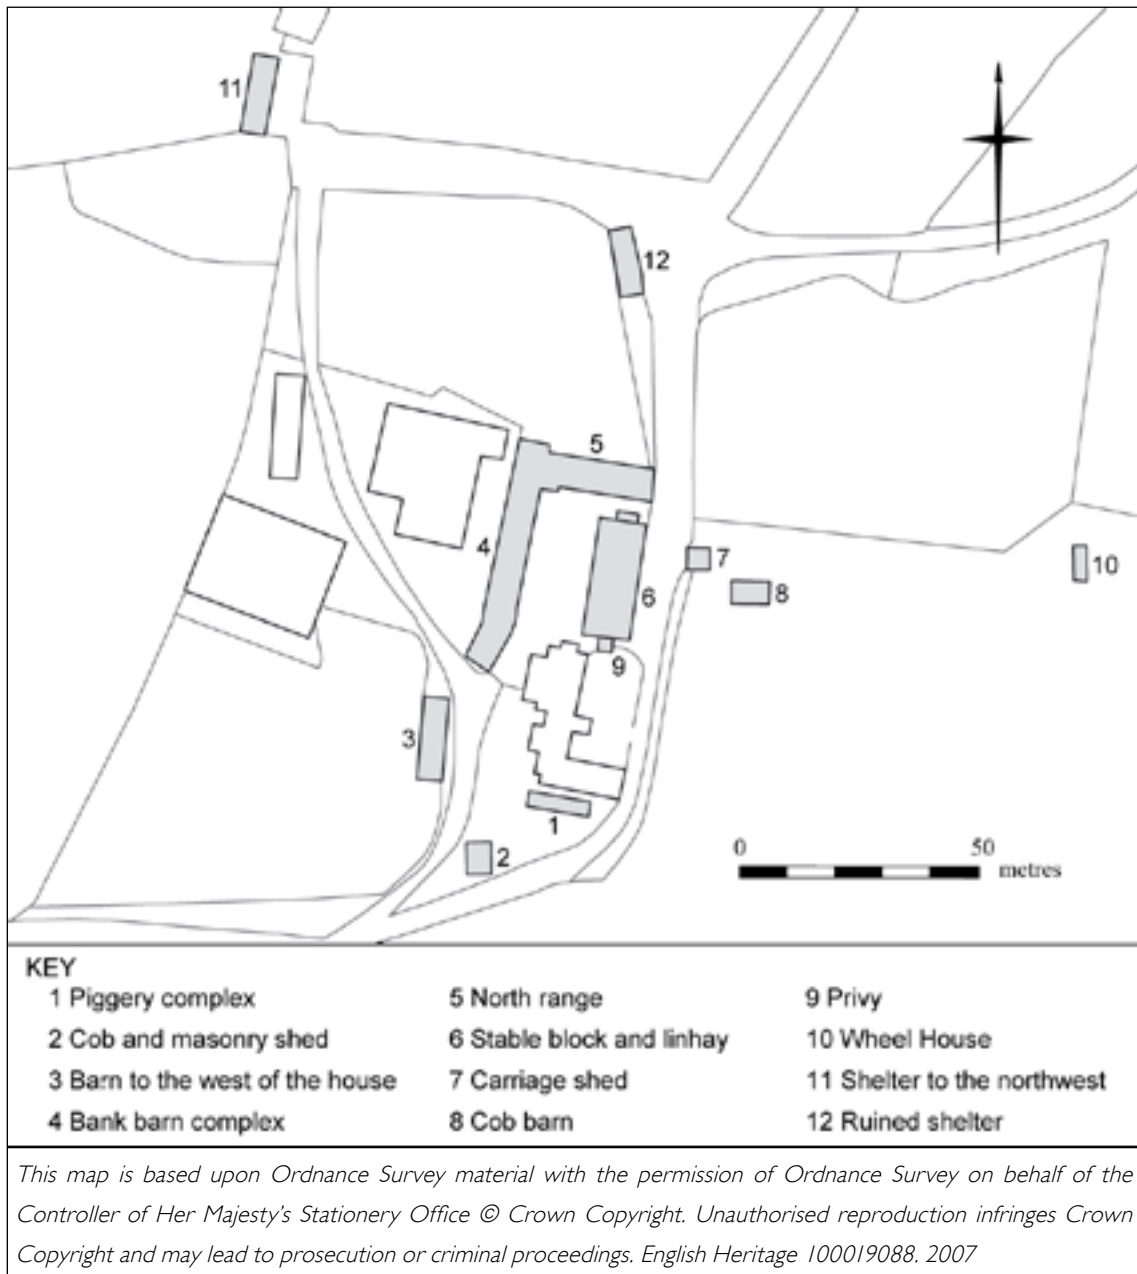 11
12
5
4
7
10
6
8
9
3
1
2
0 50
metres
KEY
1 Piggery complex
2 Cob and masonry shed
3 Barn to the west of the house
4 Bank barn complex
5 North range
6 Stable block and linhay
7 Carriage shed
8 Cob barn
9 Privy
10 Wheel House
11 Shelter to the northwest
12 Ruined shelter
This map is based upon Ordnance Survey material with the permission of Ordnance Survey on behalf of the
Controller of Her Majesty's Stationery Office © Crown Copyright. Unauthorised reproduction infringes Crown
Copyright and may lead to prosecution or criminal proceedings. English Heritage 100019088. 2007